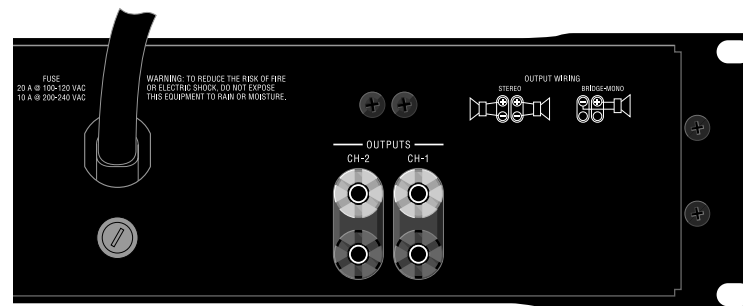 FUSE
20 A @ 100-120 VAC
10 A @ 200-240 VAC
WARNING: TO REDUCE THE RISK OF FIRE
OR ELECTRIC SHOCK, DO NOT EXPOSE
THIS EQUIPMENT TO RAIN OR MOISTURE.
OUTPUT WIRING
STEREO
BRIDGE-MONO
OUTPUTS
CH-2
CH-1